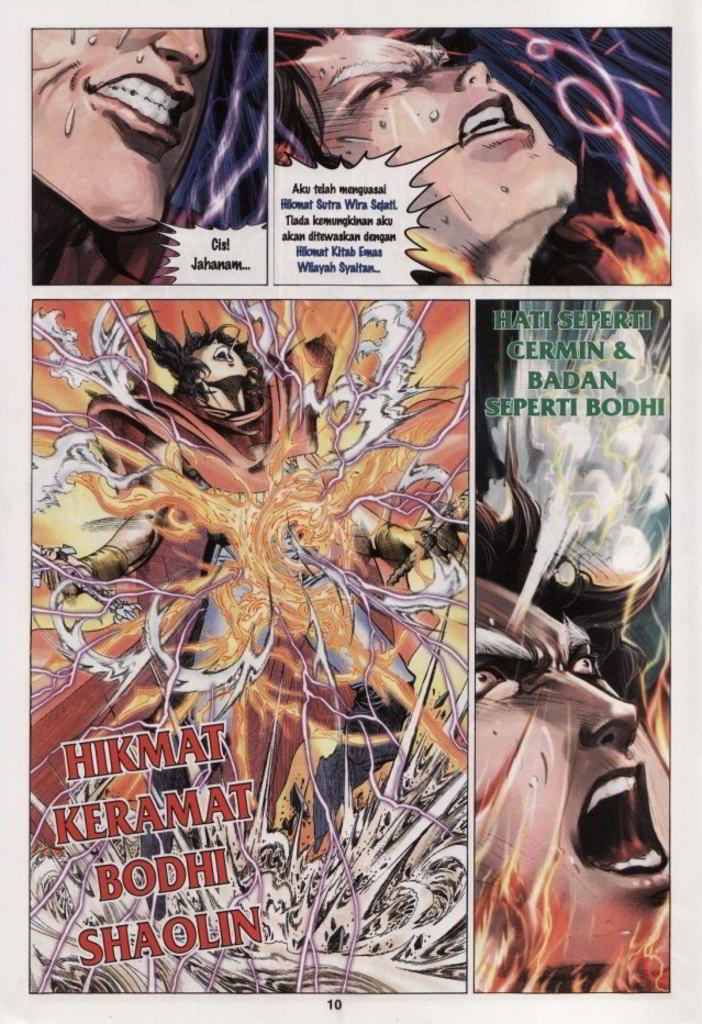 Cis!
Jahanam...
Aku telah menguasai
Hikmat Sutra Wira Sejati.
Tiada kemungkinan aku
akan ditewaskan dengan
Hikmat Kitab Emas
Wilayah Syaitan...
HIKMAT
KERAMAT
BODHI
SHAOLIN
HATI SEPERTI
CERMIN &
BADAN
SEPERTI BODHI
10